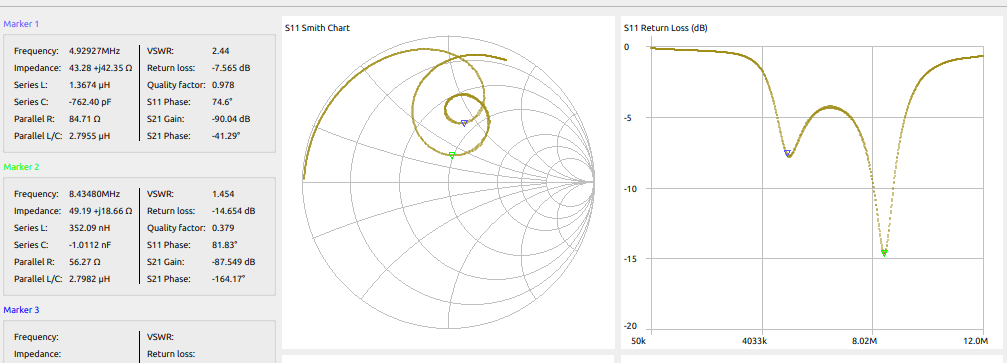 Marker 1
Frequency: 4.92927MHz VSWR: 2.44
Impedance: 43.28 +j42.35 Ω Return loss: -7.565 dB
Series L: 1.3674 μH Quality factor: 0.978
Series C: -762.40 pF S11 Phase: 74.6°
Parallel R: 84.71 Ω S21 Gain: -90.04 dB
Parallel L/C: 2.7955 μH S21 Phase: -41.29°
Marker 2
Frequency: 8.43480MHz VSWR: 1.454
Impedance: 49.19 +j18.66 Ω Return loss: -14.654 dB
Series L: 352.09 nH Quality factor: 0.379
Series C: -1.0112 nF S11 Phase: 81.83°
Parallel R: 56.27 Ω S21 Gain: -87.549 dB
Parallel L/C: 2.7982 μH S21 Phase: -164.17°
Marker 3
Frequency: VSWR:
Impedance: Return loss:
S11 Smith Chart
S11 Return Loss (dB)
0
-5
-10
-15
-20
50k 4033k 8.02M 12.0M